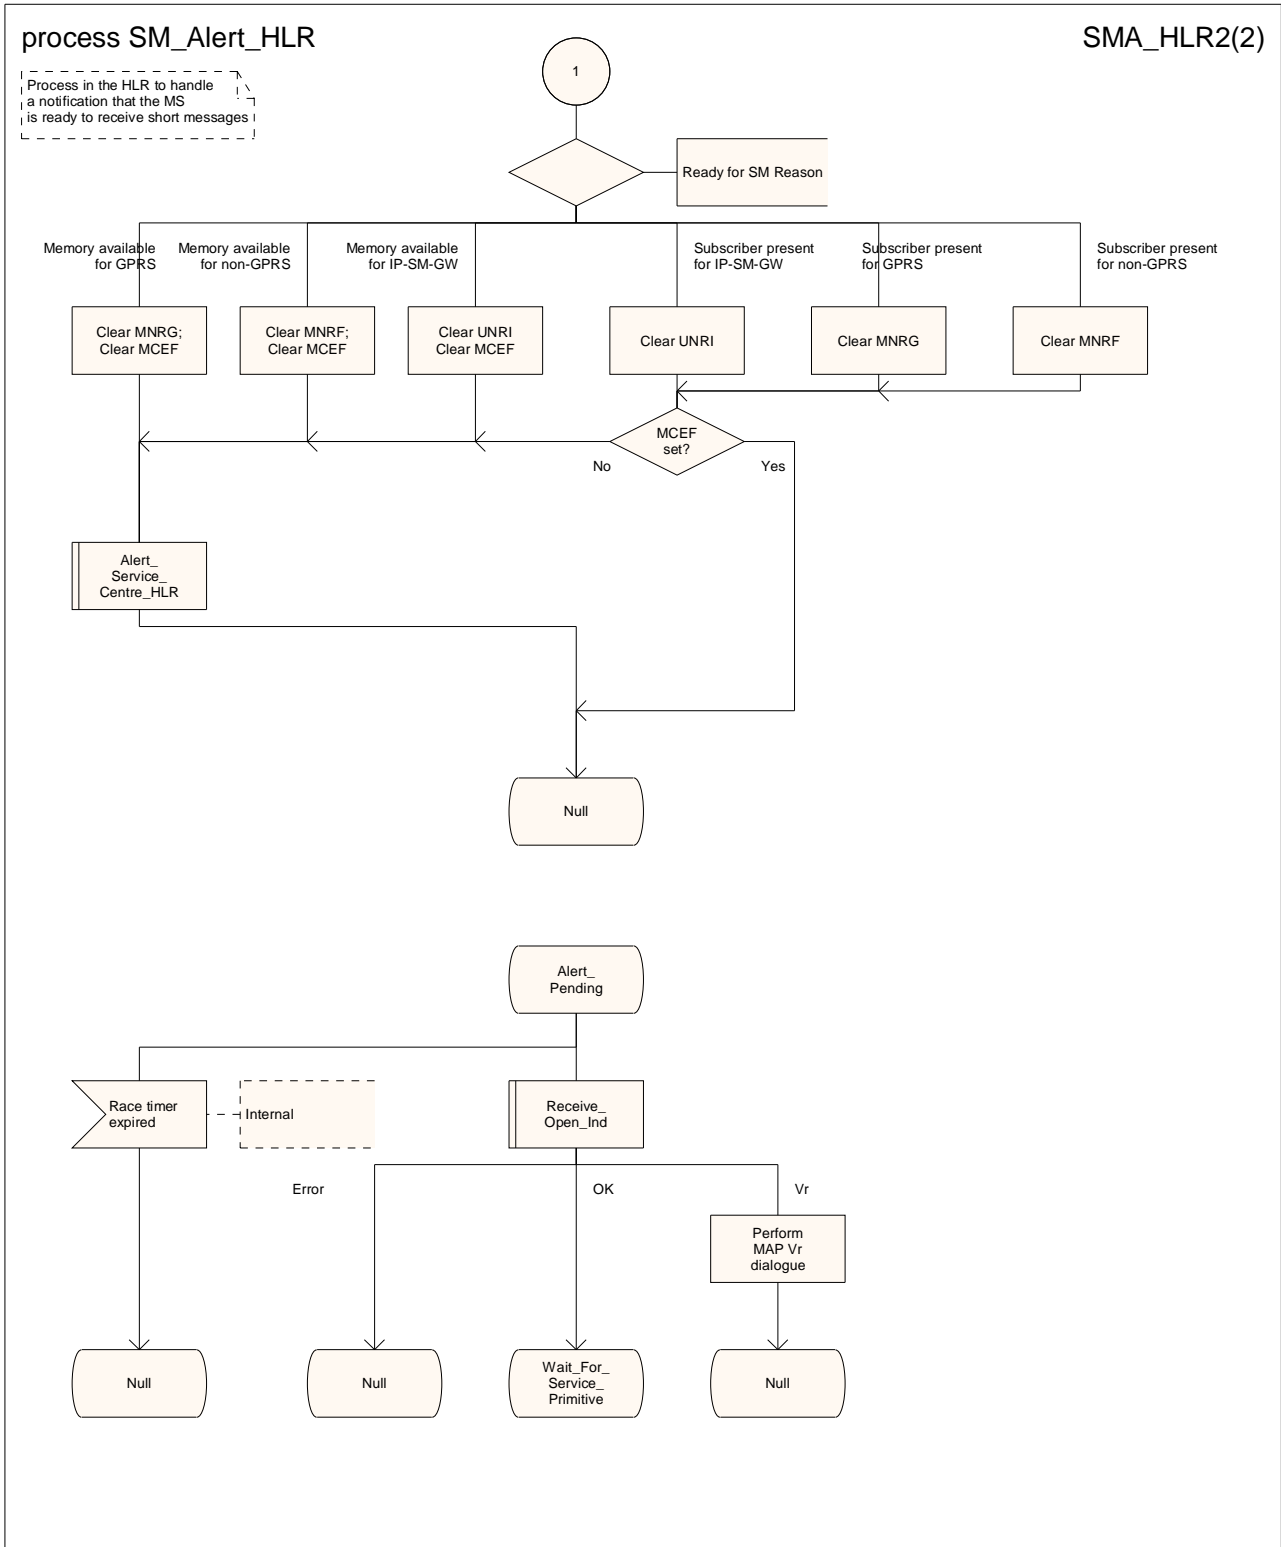 process SM_Alert_HLR
SMA_HLR2(2)
Process in the HLR to handle
a notification that the MS
is ready to receive short messages
1
Ready for SM Reason
Memory available
for GPRS
Memory available
for non-GPRS
Memory available
for IP-SM-GW
Subscriber present
for IP-SM-GW
Subscriber present
for GPRS
Subscriber present
for non-GPRS
Clear MNRG;
Clear MCEF
Clear MNRF;
Clear MCEF
Clear UNRI
Clear MCEF
Clear UNRI
Clear MNRG
Clear MNRF
MCEF
set?
No
Yes
Alert_
Service_
Centre_HLR
Null
Alert_
Pending
Race timer
expired
Internal
Receive_
Open_Ind
Error
OK
Vr
Perform
MAP Vr
dialogue
Null
Null
Wait_For_
Service_
Primitive
Null